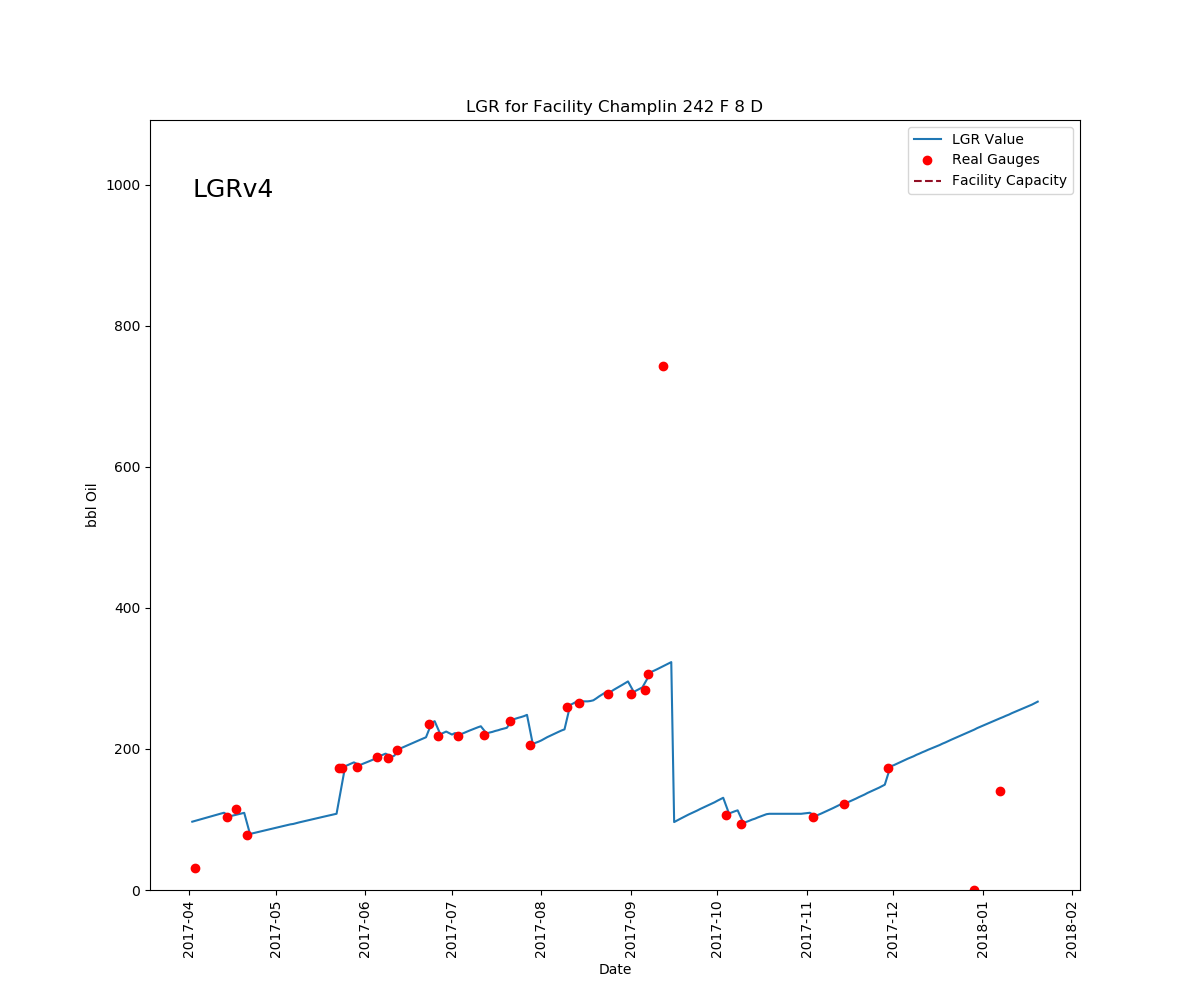 LGR for Facility Champlin 242 F 8 D
LGRv4
LGR Value
Real Gauges
Facility Capacity
1000
800
600
400
200
0
bbl Oil
2017-04
2017-05
2017-06
2017-07
2017-08
2017-09
2017-10
2017-11
2017-12
2018-01
2018-02
Date